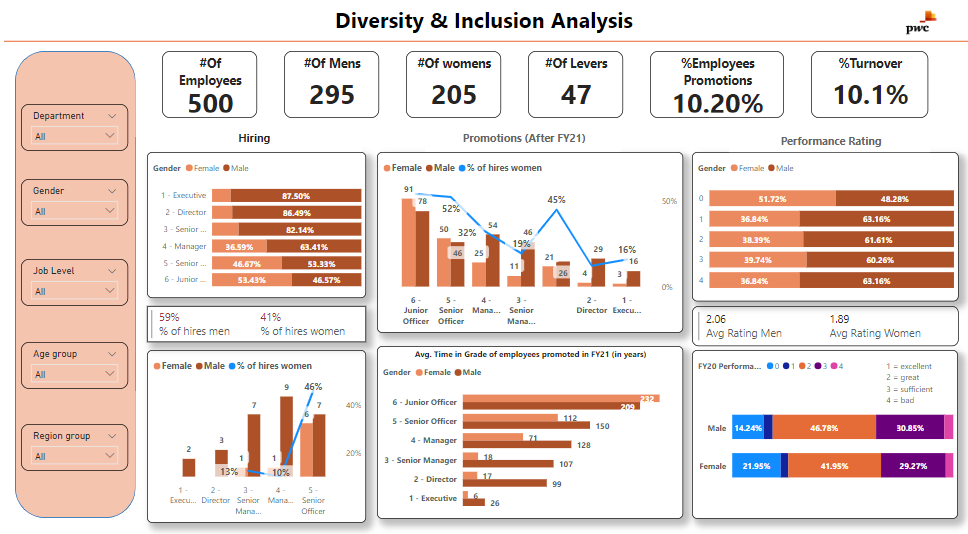 Diversity & Inclusion Analysis
pwc
Department
All
Gender
All
Job Level
All
Age group
All
Region group
All
#Of
Employees
500
#Of Mens
295
#Of womens
205
#Of Levers
47
%Employees
Promotions
10.20%
%Turnover
10.1%
Hiring
Gender Female Male
1 - Executive 87.50%
2 - Director 86.49%
3 - Senior ... 82.14%
4 - Manager 36.59% 63.41%
5 - Senior ... 46.67% 53.33%
6 - Junior ... 53.43% 46.57%
59%
% of hires men
41%
% of hires women
Female Male % of hires women
2 3 1 7 1 9 6 7
13% 10% 46%
40%
20%
1 -
Execu...
2 -
Director
3 -
Senior
Mana...
4 -
Mana...
5 -
Senior
Officer
Promotions (After FY21)
Gender Female Male % of hires women
91 78 50 46 25 54 11 46 21 26 4 29 3 16
52% 32% 19% 45% 16%
50%
0%
6 -
Junior
Officer
5 -
Senior
Officer
4 -
Mana...
3 -
Senior
Mana...
2 -
Director
1 -
Execu...
Avg. Time in Grade of employees promoted in FY21 (in years)
Gender Female Male
6 - Junior Officer 232 209
5 - Senior Officer 112 150
4 - Manager 71 128
3 - Senior Manager 18 107
2 - Director 17 99
1 - Executive 6 26
Performance Rating
Gender Female Male
0 51.72% 48.28%
1 36.84% 63.16%
2 38.39% 61.61%
3 39.74% 60.26%
4 36.84% 63.16%
2.06
Avg Rating Men
1.89
Avg Rating Women
FY20 Performa... 0 1 2 3 4
1 = excellent
2 = great
3 = sufficient
4 = bad
Male 14.24% 46.78% 30.85%
Female 21.95% 41.95% 29.27%